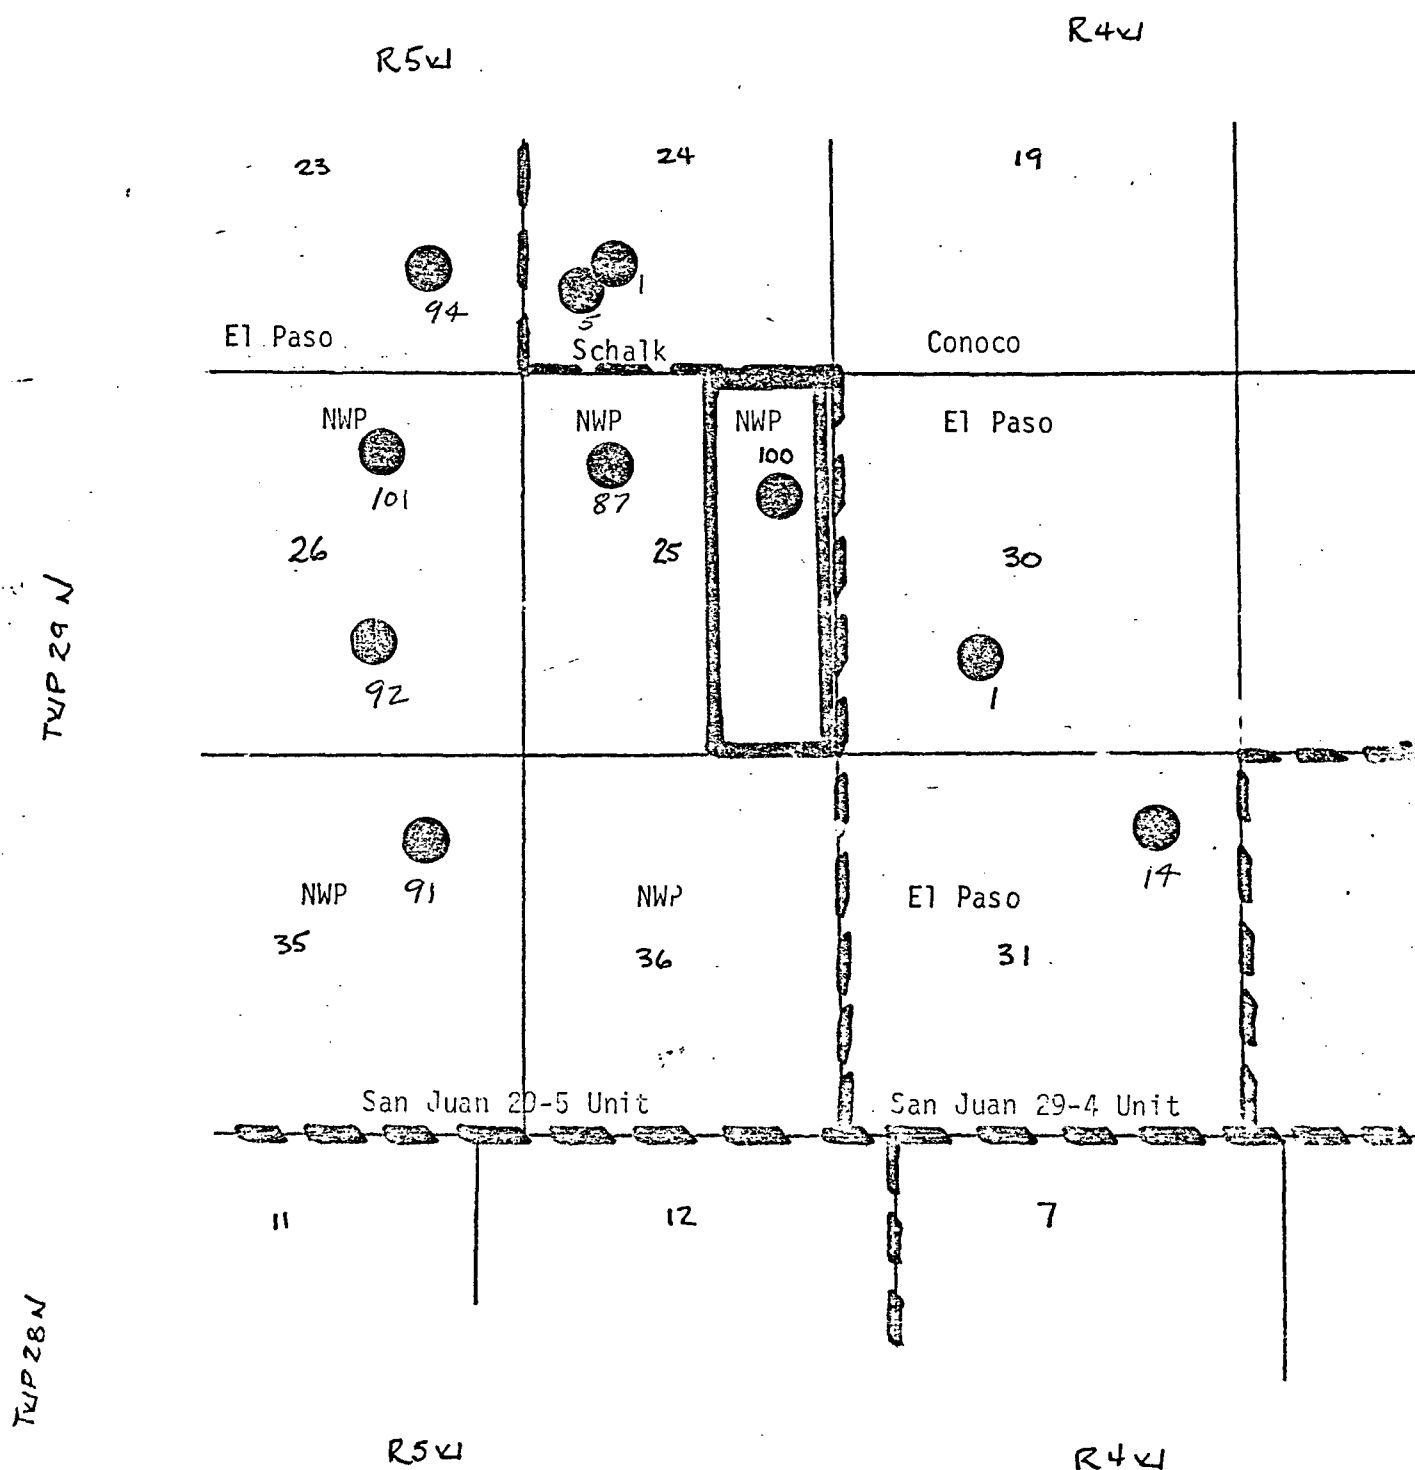 R5W
R4W
23
24
19
94
1
5
El Paso
Schalk
Conoco
NWP
NWP
NWP
El Paso
100
101
87
26
25
30
TWP 29 N
92
1
91
14
NWP
NWP
El Paso
35
36
31
San Juan 29-5 Unit
San Juan 29-4 Unit
11
12
7
TWP 28 N
R5W
R4W